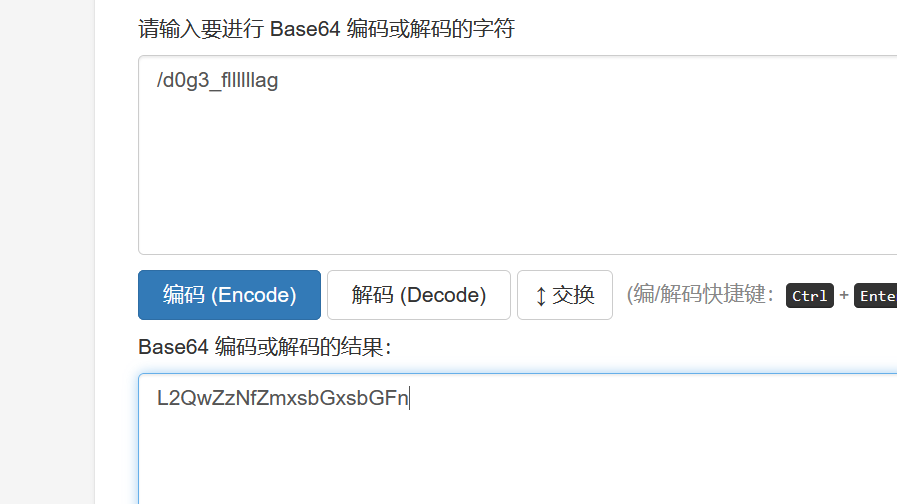 请输入要进行 Base64 编码或解码的字符
/d0g3_fllllllag
编码 (Encode) 解码 (Decode) ↕ 交换 (编/解码快捷键： Ctrl + Ente
Base64 编码或解码的结果：
L2QwZzNfZmxsbGxsbGFn